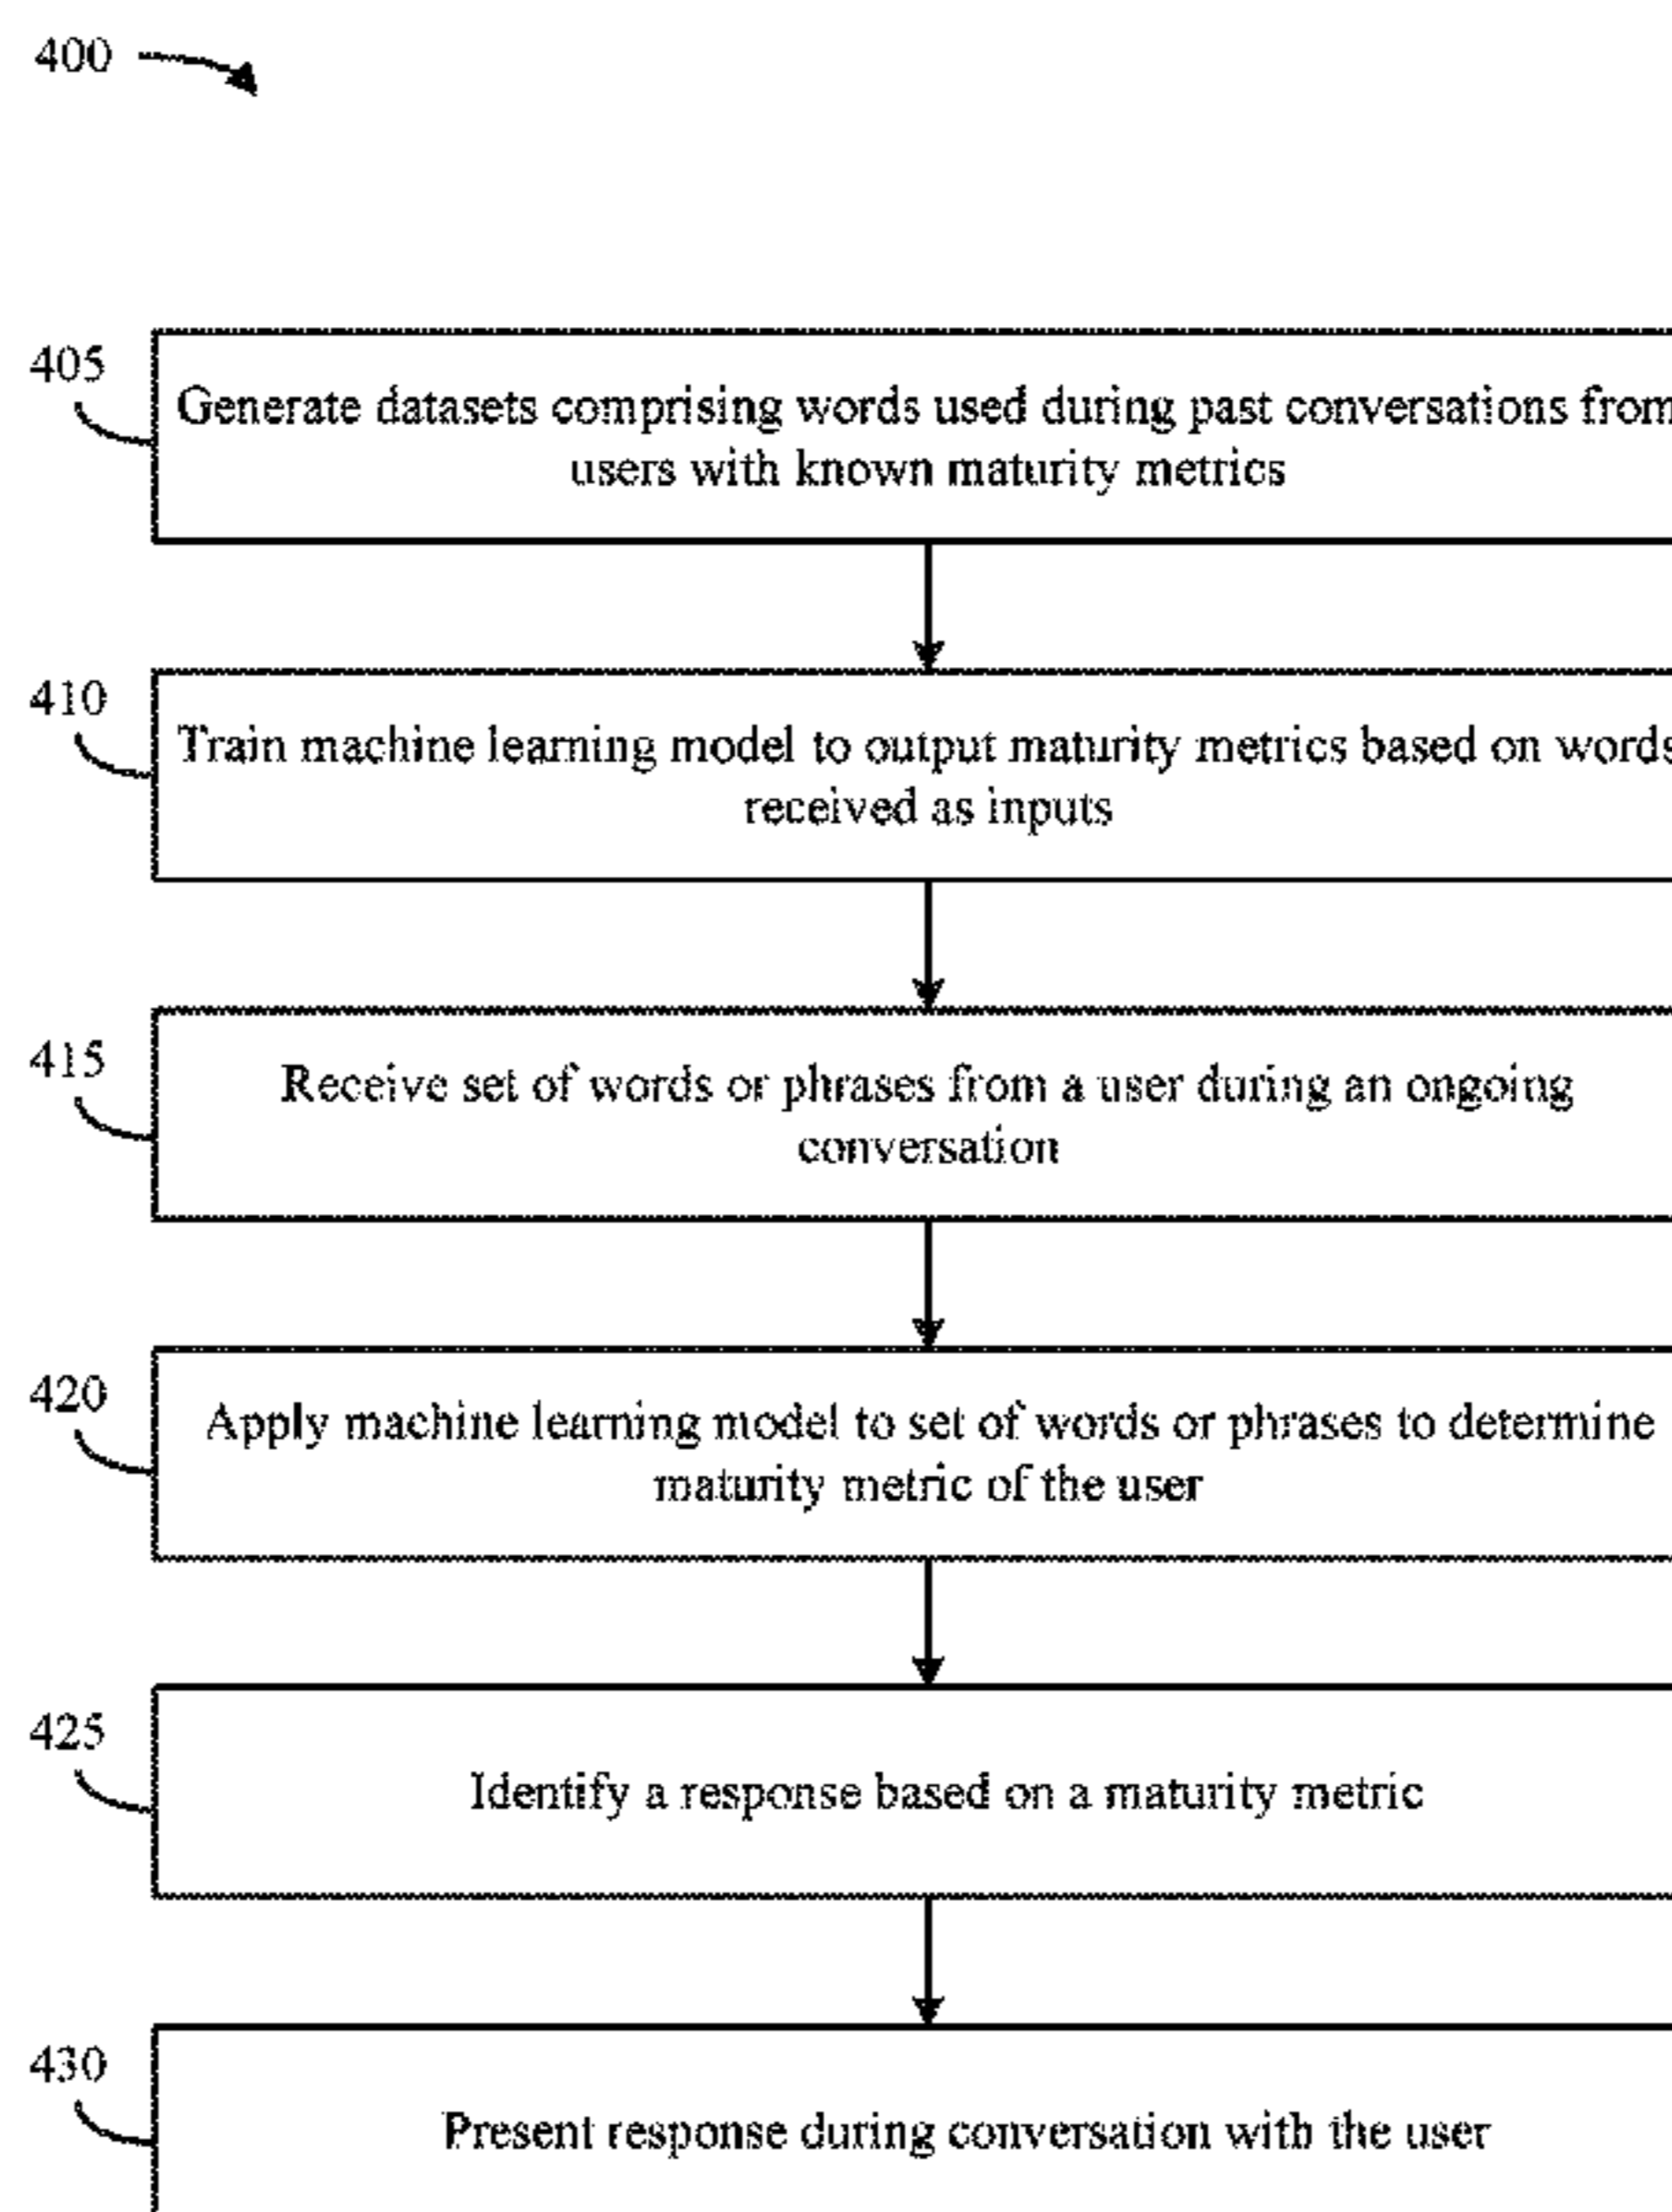 400
405
Generate datasets comprising words used during past conversations from
users with known maturity metrics
410
Train machine learning model to output maturity metrics based on words
received as inputs
415
Receive set of words or phrases from a user during an ongoing
conversation
420
Apply machine learning model to set of words or phrases to determine
maturity metric of the user
425
Identify a response based on a maturity metric
430
Present response during conversation with the user